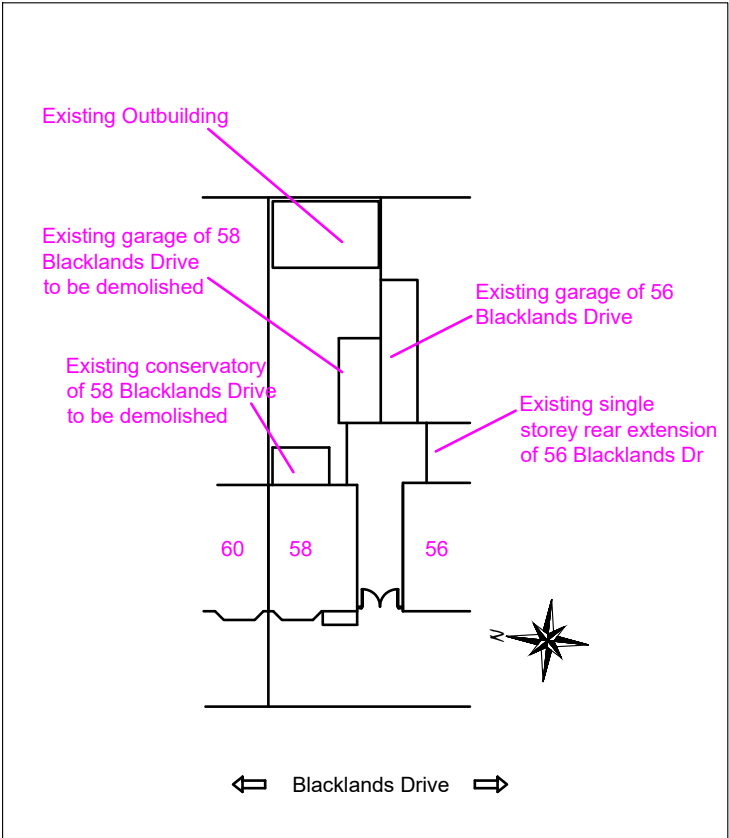 Existing Outbuilding
Existing garage of 58
Blacklands Drive
to be demolished
Existing garage of 56
Blacklands Drive
Existing conservatory
of 58 Blacklands Drive
to be demolished
Existing single
storey rear extension
of 56 Blacklands Dr
60
58
56
N
Blacklands Drive